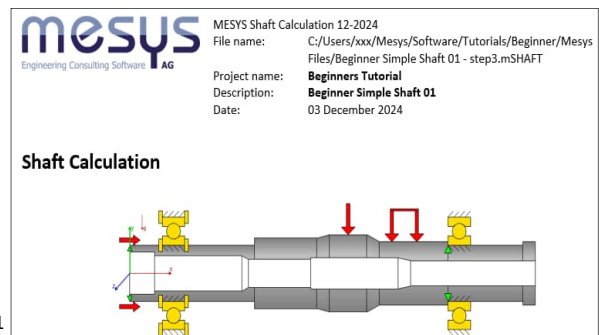 mesys
Engineering Consulting Software AG
MESYS Shaft Calculation 12-2024
File name: C:/Users/xxx/Mesys/Software/Tutorials/Beginner/Mesys
Files/Beginner Simple Shaft 01 - step3.mSHAFT
Project name: Beginners Tutorial
Description: Beginner Simple Shaft 01
Date: 03 December 2024
Shaft Calculation
y
g
x
z